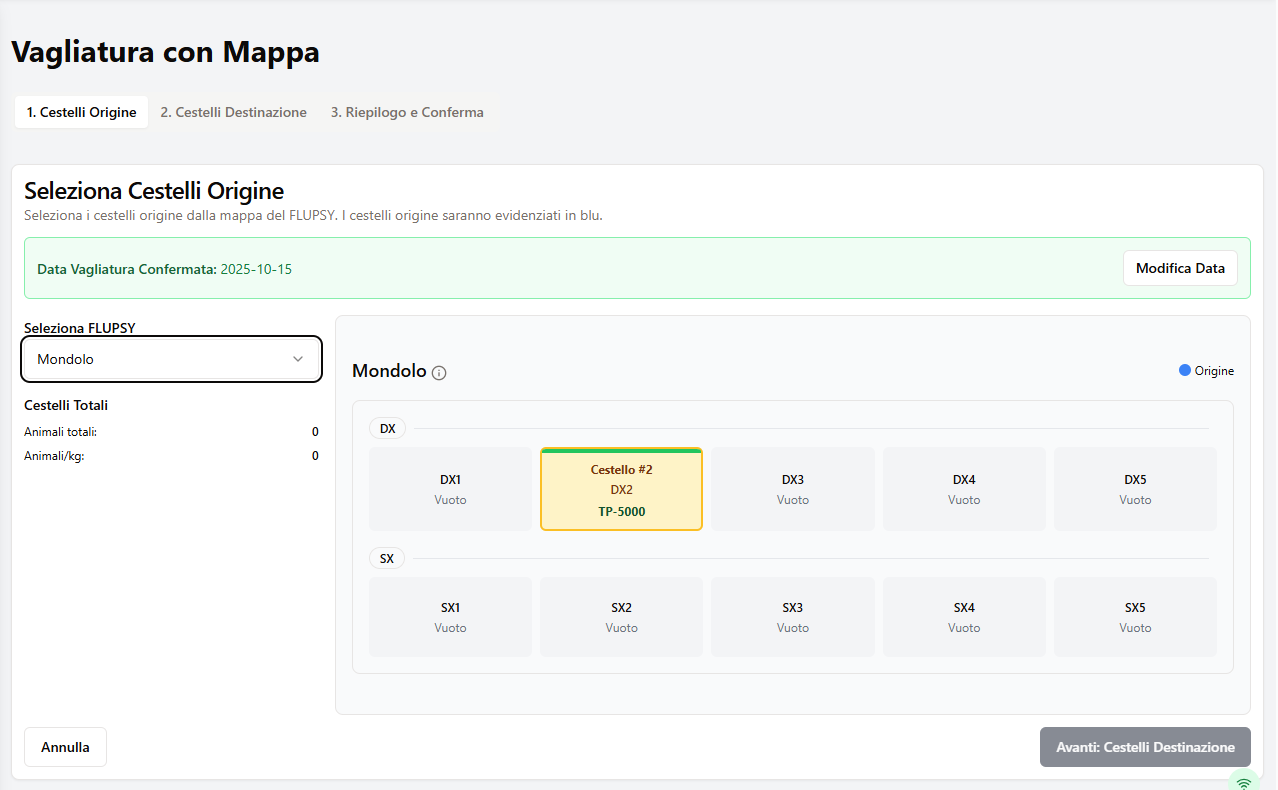 Vagliatura con Mappa
1. Cestelli Origine 2. Cestelli Destinazione 3. Riepilogo e Conferma
Seleziona Cestelli Origine
Seleziona i cestelli origine dalla mappa del FLUPSY. I cestelli origine saranno evidenziati in blu.
Data Vagliatura Confermata: 2025-10-15
Modifica Data
Seleziona FLUPSY
Mondolo
Cestelli Totali
Animali totali: 0
Animali/kg: 0
Mondolo
Origine
DX
DX1
Vuoto
Cestello #2
DX2
TP-5000
DX3
Vuoto
DX4
Vuoto
DX5
Vuoto
SX
SX1
Vuoto
SX2
Vuoto
SX3
Vuoto
SX4
Vuoto
SX5
Vuoto
Annulla
Avanti: Cestelli Destinazione